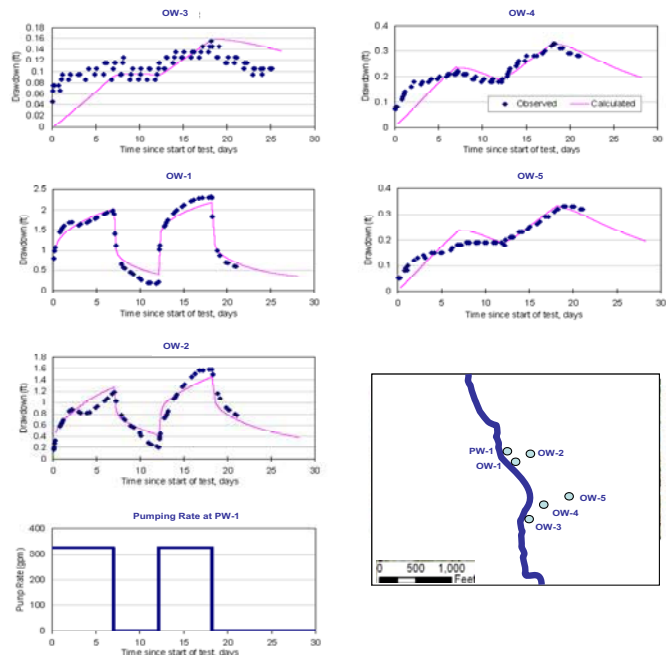 OW-3
Drawdown (ft)
0.18
0.16
0.14
0.12
0.1
0.08
0.06
0.04
0.02
0
0 5 10 15 20 25 30
Time since start of test, days
OW-4
Drawdown (ft)
0.4
0.3
0.2
0.1
0
Observed Calculated
0 5 10 15 20 25 30
Time since start of test, days
OW-1
Drawdown (ft)
2.5
2
1.5
1
0.5
0
0 5 10 15 20 25 30
Time since start of test, days
OW-5
Drawdown (ft)
0.4
0.3
0.2
0.1
0
0 5 10 15 20 25 30
Time since start of test, days
OW-2
Drawdown (ft)
1.8
1.6
1.4
1.2
1
0.8
0.6
0.4
0.2
0
0 5 10 15 20 25 30
Time since start of test, days
PW-1
OW-2
OW-1
OW-5
OW-4
OW-3
0 500 1,000
Feet
Pumping Rate at PW-1
Pump Rate (gpm)
400
300
200
100
0
0 5 10 15 20 25 30
Time since start of test, days